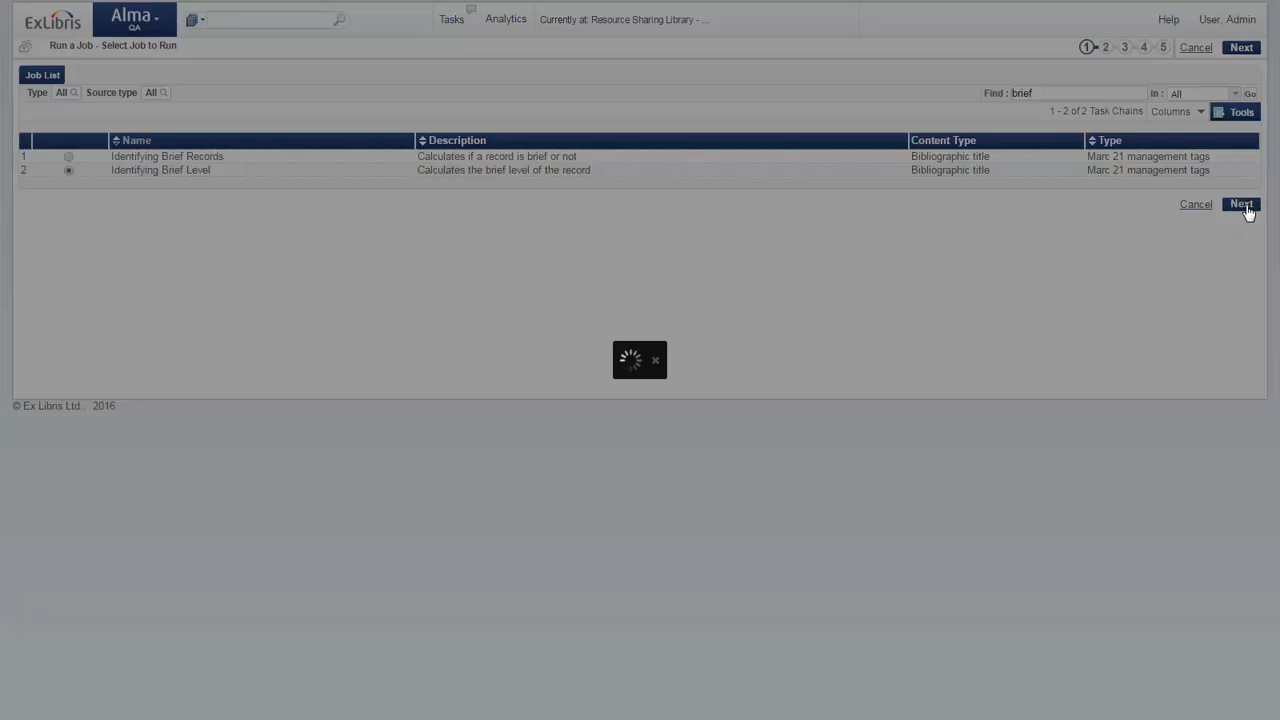 ExLibris
Alma
QA
Tasks
Analytics
Currently at: Resource Sharing Library - ...
Help
User, Admin
Run a Job - Select Job to Run
1 2 3 4 5
Cancel
Next
Job List
Type All
Source type All
Find : brief in : All Go
1 - 2 of 2 Task Chains
Columns
Tools
Name Description Content Type Type
1 Identifying Brief Records Calculates if a record is brief or not Bibliographic title Marc 21 management tags
2 Identifying Brief Level Calculates the brief level of the record Bibliographic title Marc 21 management tags
Cancel
Next
© Ex Libris Ltd., 2016